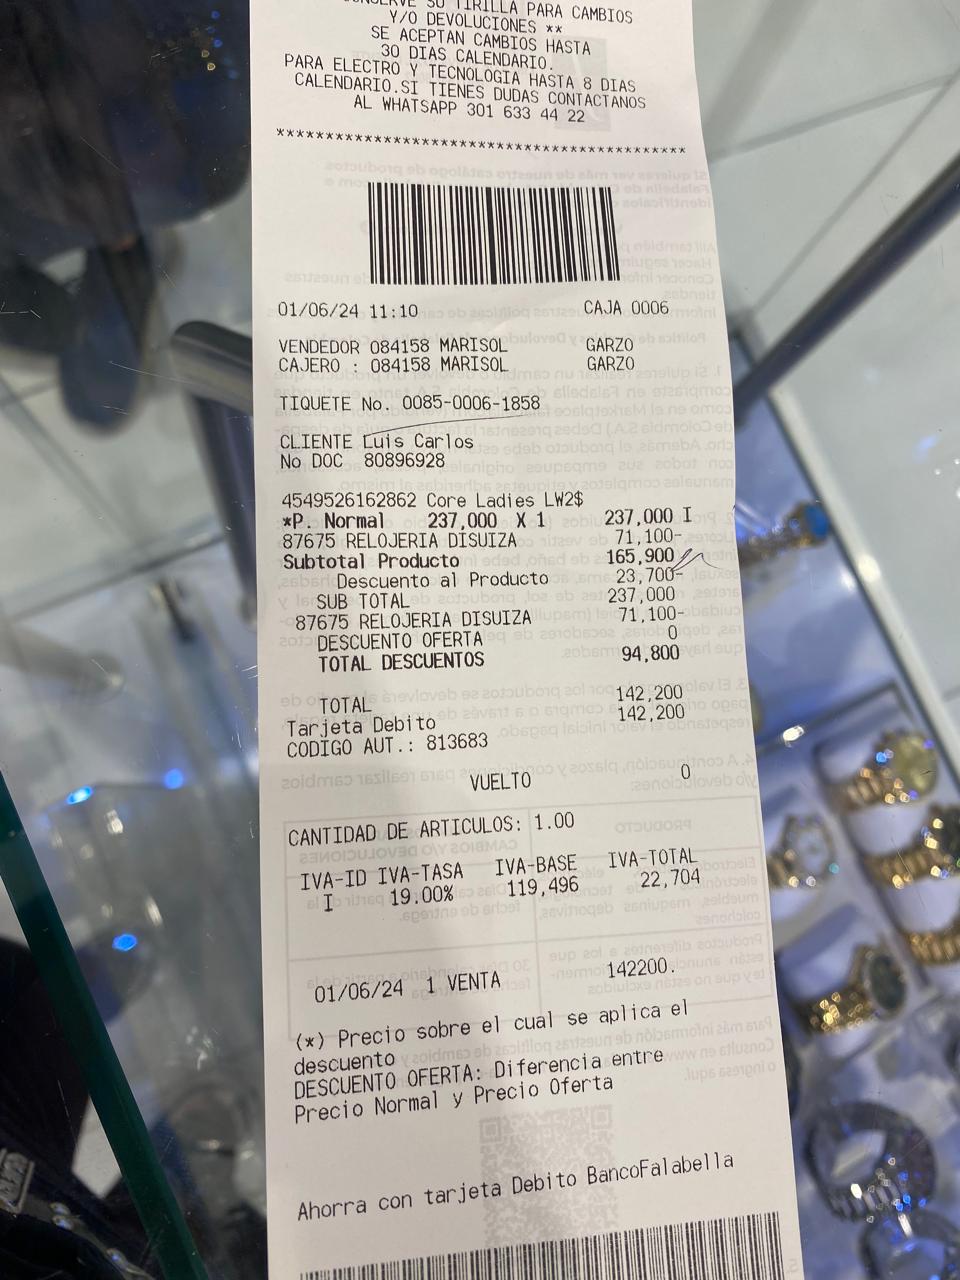 SU TIRILLA PARA CAMBIOS
Y/O DEVOLUCIONES **
SE ACEPTAN CAMBIOS HASTA
30 DIAS CALENDARIO.
PARA ELECTRO Y TECNOLOGIA HASTA 8 DIAS
CALENDARIO.SI TIENES DUDAS CONTACTANOS
AL WHATSAPP 301 633 44 22
*****************************************
01/06/24 11:10 CAJA 0006
VENDEDOR 084158 MARISOL GARZO
CAJERO : 084158 MARISOL GARZO
TIQUETE No. 0085-0006-1858
CLIENTE Luis Carlos
No DOC 80896928
4549526162862 Core Ladies LW2$
*P. Normal 237,000 X 1 237,000 I
87675 RELOJERIA DISUIZA 71,100-
Subtotal Producto 165,900
Descuento al Producto 23,700-
SUB TOTAL 237,000
87675 RELOJERIA DISUIZA 71,100-
DESCUENTO OFERTA 0
TOTAL DESCUENTOS 94,800
TOTAL 142,200
Tarjeta Debito 142,200
CODIGO AUT.: 813683
VUELTO 0
CANTIDAD DE ARTICULOS: 1.00
IVA-ID IVA-TASA IVA-BASE IVA-TOTAL
I 19.00% 119,496 22,704
01/06/24 1 VENTA 142200.
(*) Precio sobre el cual se aplica el
descuento
DESCUENTO OFERTA: Diferencia entre
Precio Normal y Precio Oferta
Ahorra con tarjeta Debito BancoFalabella